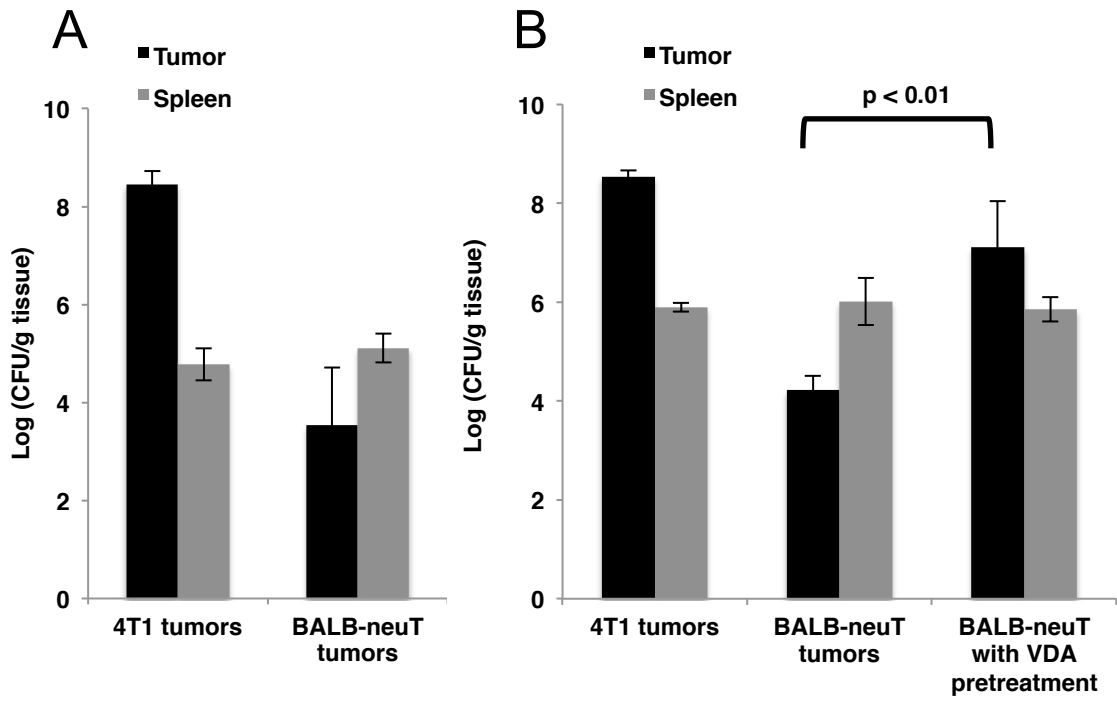 A
Tumor
Spleen
10
8
6
4
2
0
Log (CFU/g tissue)
4T1 tumors
BALB-neuT
tumors
B
Tumor
Spleen
p < 0.01
10
8
6
4
2
0
Log (CFU/g tissue)
4T1 tumors
BALB-neuT
tumors
BALB-neuT
with VDA
pretreatment